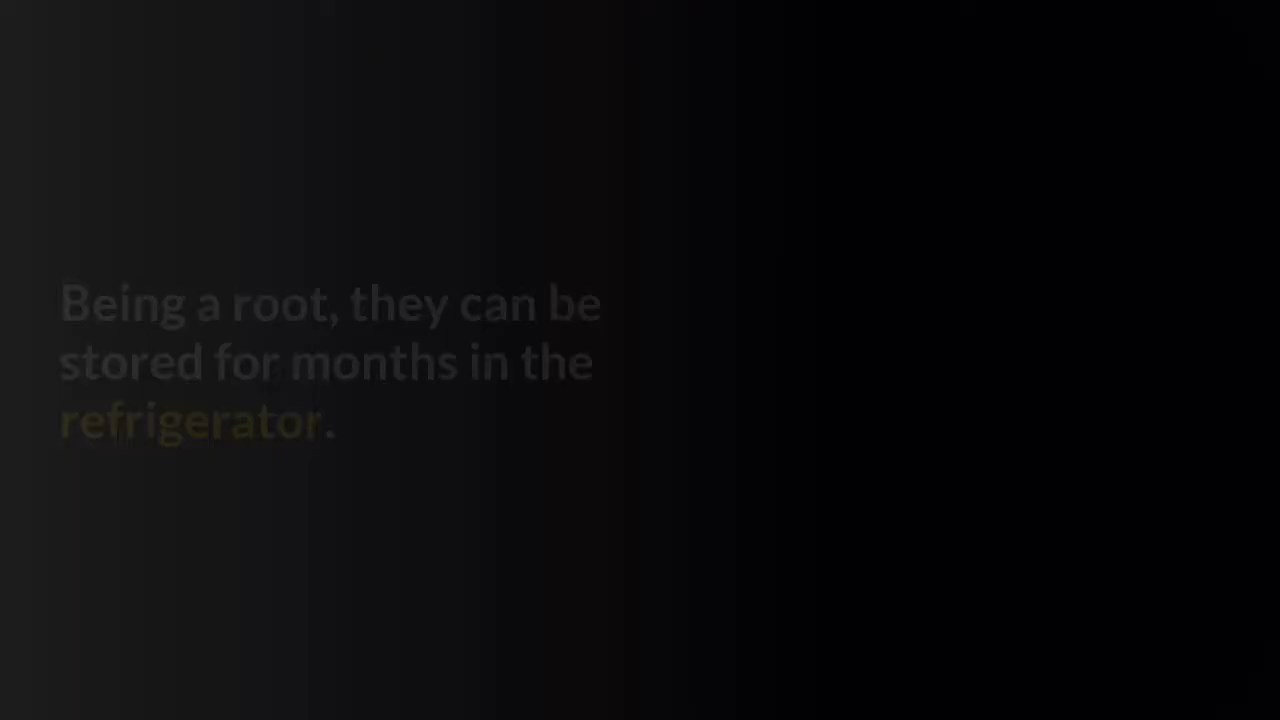 Being a root, they can be
stored for months in the
refrigerator.